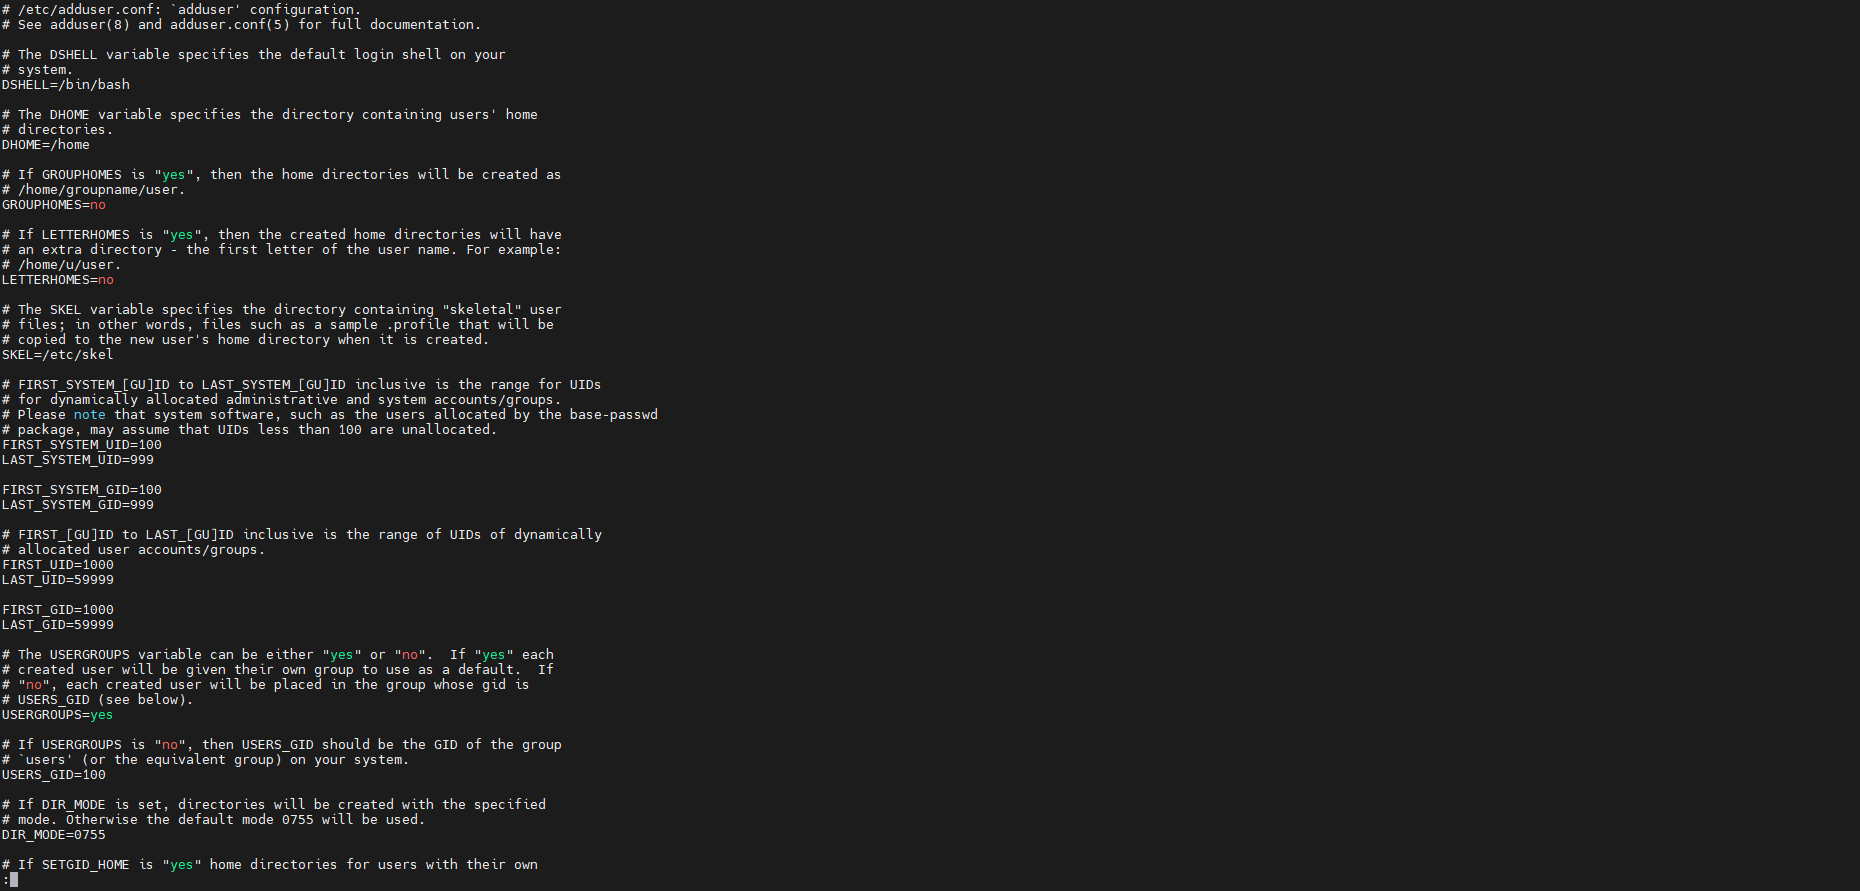 # /etc/adduser.conf: `adduser' configuration.
# See adduser(8) and adduser.conf(5) for full documentation.

# The DSHELL variable specifies the default login shell on your
# system.
DSHELL=/bin/bash

# The DHOME variable specifies the directory containing users' home
# directories.
DHOME=/home

# If GROUPHOMES is "yes", then the home directories will be created as
# /home/groupname/user.
GROUPHOMES=no

# If LETTERHOMES is "yes", then the created home directories will have
# an extra directory - the first letter of the user name. For example:
# /home/u/user.
LETTERHOMES=no

# The SKEL variable specifies the directory containing "skeletal" user
# files; in other words, files such as a sample .profile that will be
# copied to the new user's home directory when it is created.
SKEL=/etc/skel

# FIRST_SYSTEM_[GU]ID to LAST_SYSTEM_[GU]ID inclusive is the range for UIDs
# for dynamically allocated administrative and system accounts/groups.
# Please note that system software, such as the users allocated by the base-passwd
# package, may assume that UIDs less than 100 are unallocated.
FIRST_SYSTEM_UID=100
LAST_SYSTEM_UID=999

FIRST_SYSTEM_GID=100
LAST_SYSTEM_GID=999

# FIRST_[GU]ID to LAST_[GU]ID inclusive is the range of UIDs of dynamically
# allocated user accounts/groups.
FIRST_UID=1000
LAST_UID=59999

FIRST_GID=1000
LAST_GID=59999

# The USERGROUPS variable can be either "yes" or "no".  If "yes" each
# created user will be given their own group to use as a default.  If
# "no", each created user will be placed in the group whose gid is
# USERS_GID (see below).
USERGROUPS=yes

# If USERGROUPS is "no", then USERS_GID should be the GID of the group
# `users' (or the equivalent group) on your system.
USERS_GID=100

# If DIR_MODE is set, directories will be created with the specified
# mode. Otherwise the default mode 0755 will be used.
DIR_MODE=0755

# If SETGID_HOME is "yes" home directories for users with their own
: